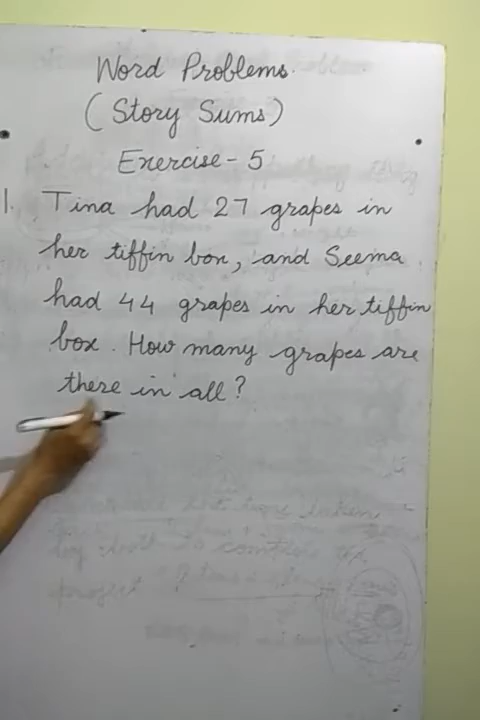 Word Problems.
(Story Sums)
Exercise - 5
1. Tina had 27 grapes in
her tiffin box, and Seema
had 44 grapes in her tiffin
box. How many grapes are
there in all?